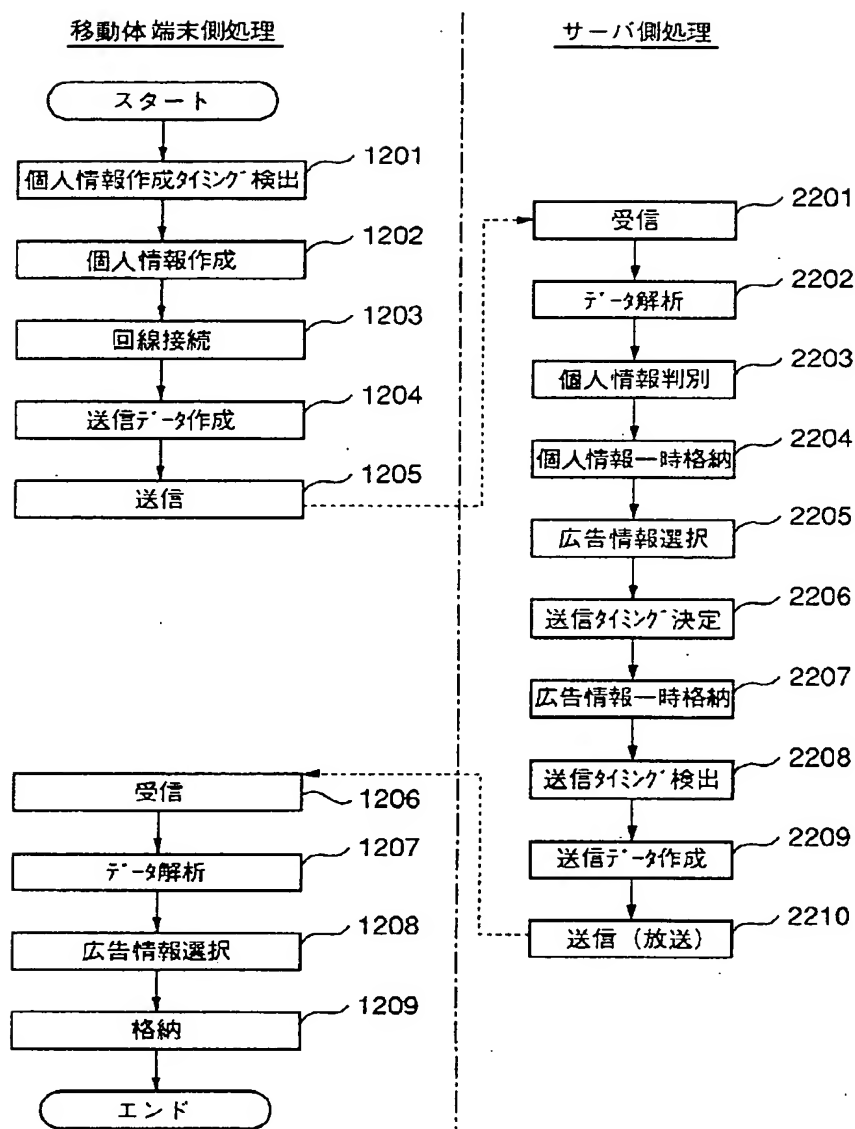 移動体端末側処理
スタート
1201
個人情報作成タイミング検出
1202
個人情報作成
1203
回線接続
1204
送信データ作成
1205
送信
1206
受信
1207
データ解析
1208
広告情報選択
1209
格納
エンド
サーバ側処理
2201
受信
2202
データ解析
2203
個人情報判別
2204
個人情報一時格納
2205
広告情報選択
2206
送信タイミング決定
2207
広告情報一時格納
2208
送信タイミング検出
2209
送信データ作成
2210
送信（放送）